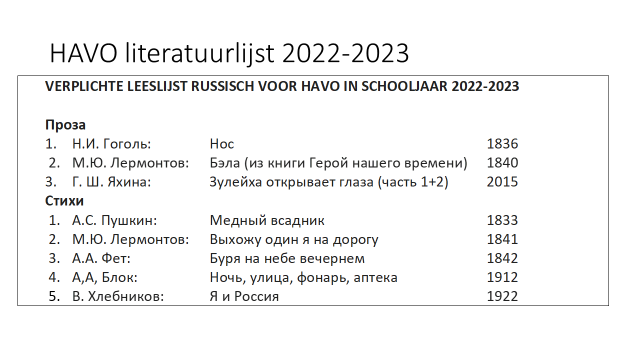 HAVO literatuurlijst 2022-2023
VERPLICHTE LEESLIJST RUSSISCH VOOR HAVO IN SCHOOLJAAR 2022-2023
Проза
1. Н.И. Гоголь: Нос 1836
2. М.Ю. Лермонтов: Бэла (из книги Герой нашего времени) 1840
3. Г. Ш. Яхина: Зулейха открывает глаза (часть 1+2) 2015
Стихи
1. А.С. Пушкин: Медный всадник 1833
2. М.Ю. Лермонтов: Выхожу один я на дорогу 1841
3. А.А. Фет: Буря на небе вечернем 1842
4. А,А, Блок: Ночь, улица, фонарь, аптека 1912
5. В. Хлебников: Я и Россия 1922